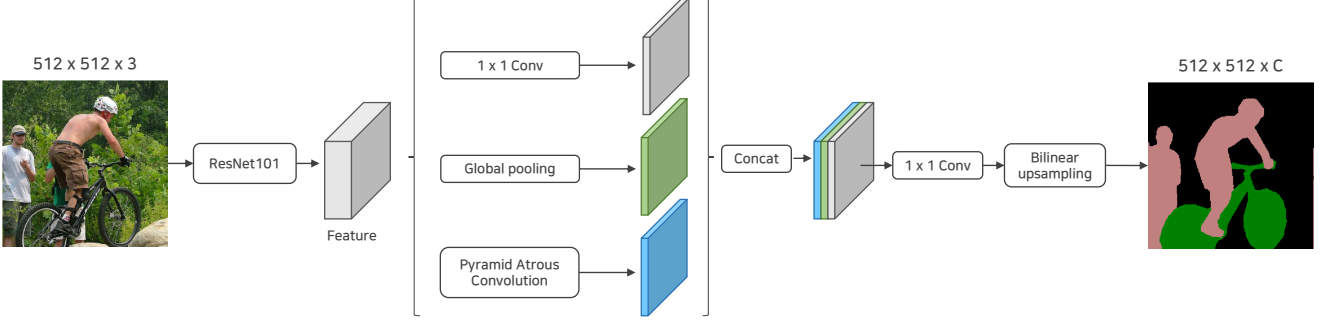 512 x 512 x 3
ResNet101
Feature
1 x 1 Conv
Global pooling
Pyramid Atrous
Convolution
Concat
1 x 1 Conv
Bilinear
upsampling
512 x 512 x C